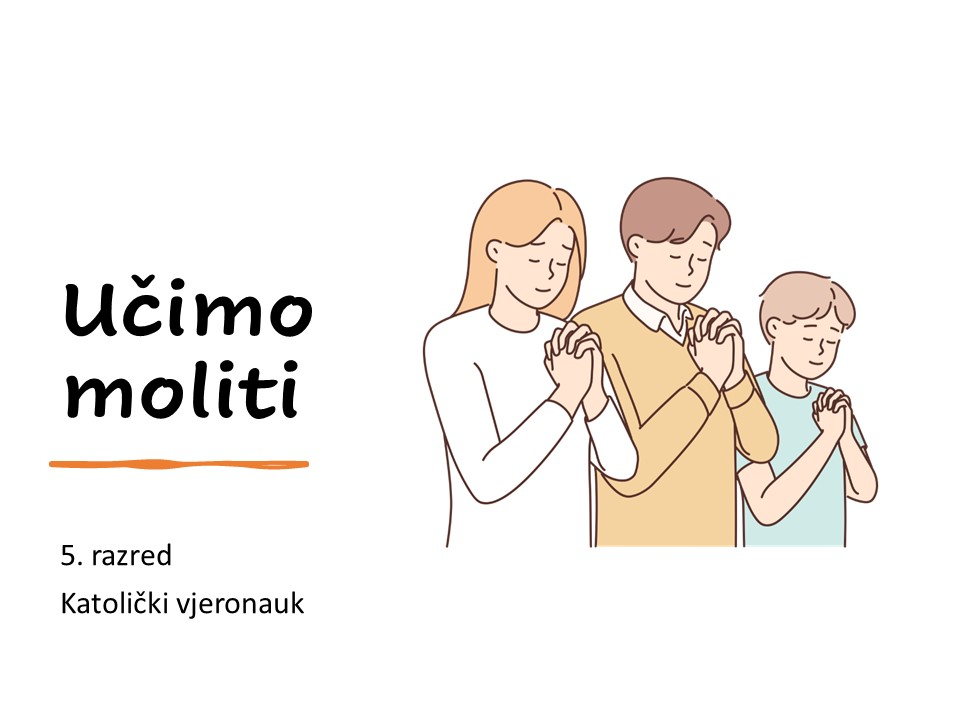 Učimo
moliti
5. razred
Katolički vjeronauk